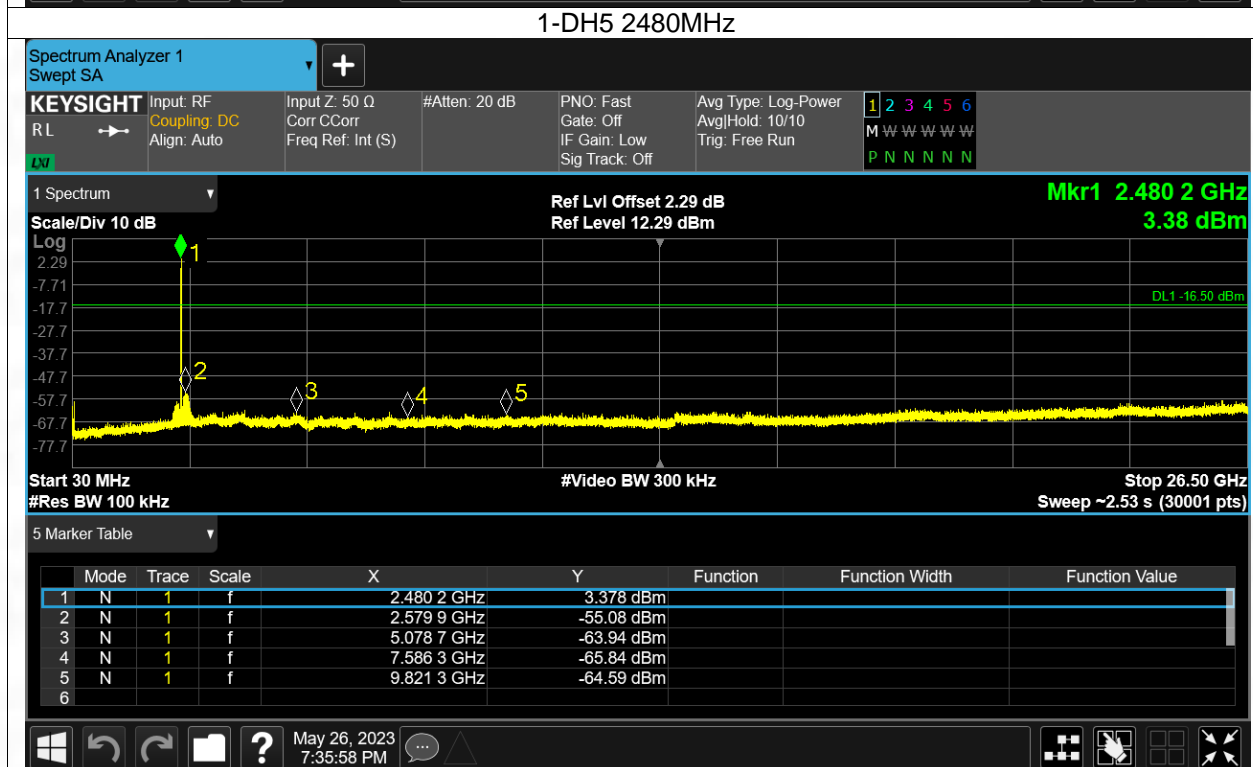 1-DH5 2480MHz
Spectrum Analyzer 1
Swept SA
+
KEYSIGHT Input: RF Input Z: 50 Ω #Atten: 20 dB PNO: Fast Avg Type: Log-Power 1 2 3 4 5 6
RL Coupling: DC Corr CCorr Gate: Off Avg|Hold: 10/10 M W W W W W
Align: Auto Freq Ref: Int (S) IF Gain: Low Trig: Free Run
LXI Sig Track: Off P N N N N N
1 Spectrum
Ref Lvl Offset 2.29 dB Mkr1 2.480 2 GHz
Scale/Div 10 dB Ref Level 12.29 dBm 3.38 dBm
Log
1
2.29
-7.71
DL1 -16.50 dBm
-17.7
-27.7
-37.7
2
-47.7
3 4 5
-57.7
-67.7
-77.7
Start 30 MHz #Video BW 300 kHz Stop 26.50 GHz
#Res BW 100 kHz Sweep ~2.53 s (30001 pts)
5 Marker Table
Mode Trace Scale X Y Function Function Width Function Value
1 N 1 f 2.480 2 GHz 3.378 dBm
2 N 1 f 2.579 9 GHz -55.08 dBm
3 N 1 f 5.078 7 GHz -63.94 dBm
4 N 1 f 7.586 3 GHz -65.84 dBm
5 N 1 f 9.821 3 GHz -64.59 dBm
6
? May 26, 2023
7:35:58 PM